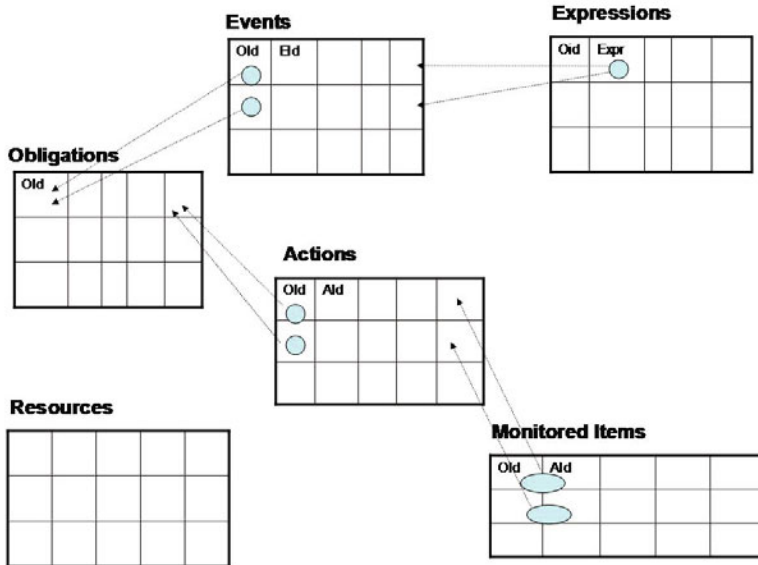 Events
Expressions
OId EId
Oid Expr
Obligations
OId
Actions
OId AId
Resources
Monitored Items
OId AId